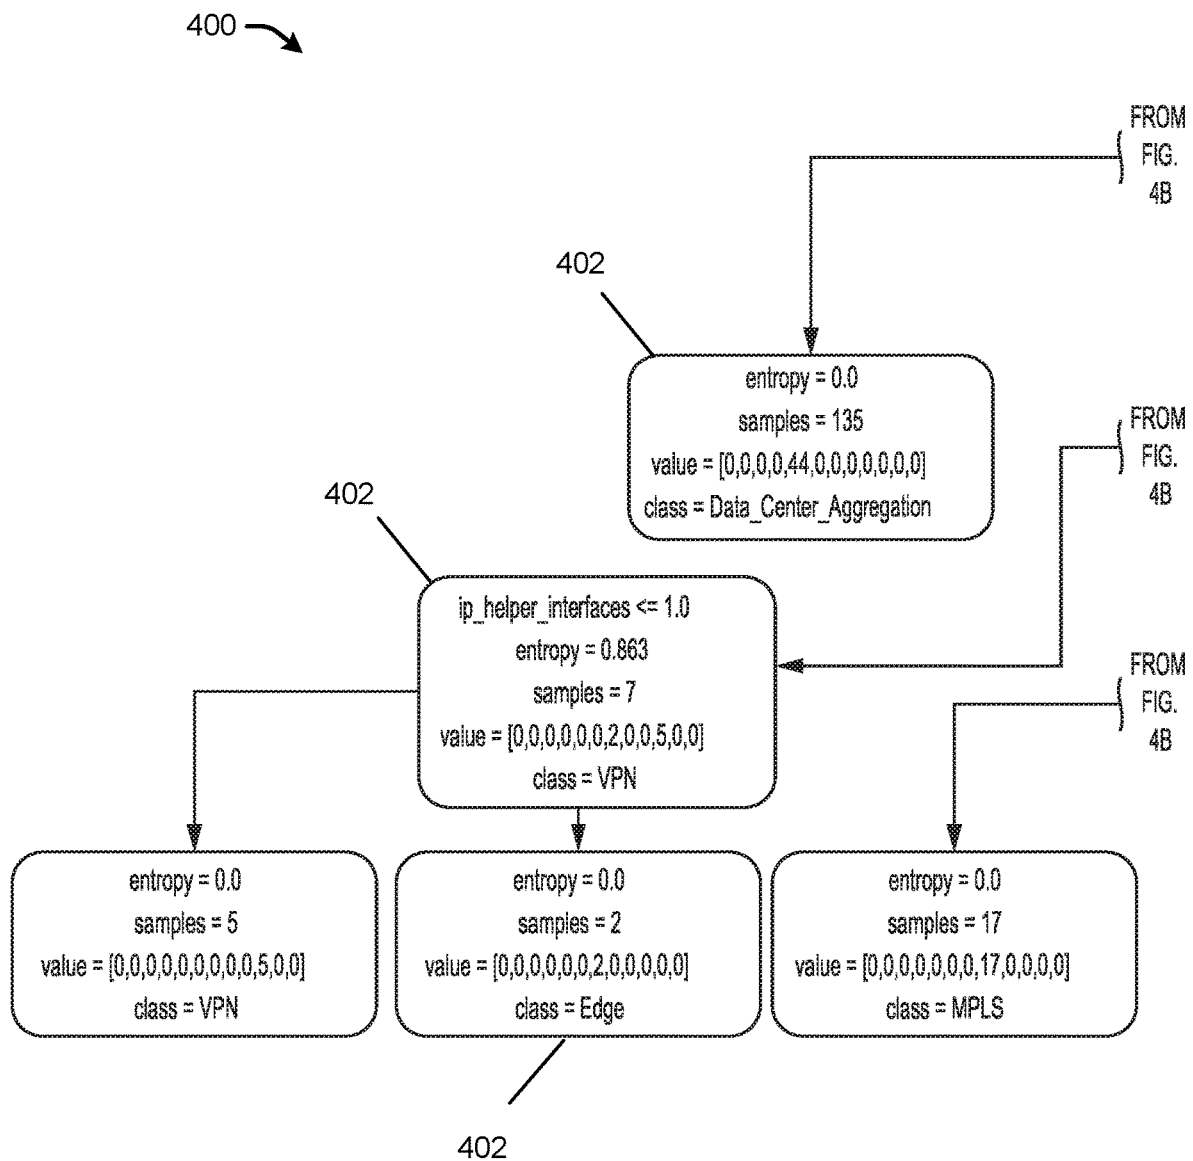 400
FROM
FIG.
4B
402
entropy = 0.0
samples = 135
value = [0,0,0,0,44,0,0,0,0,0,0,0]
class = Data_Center_Aggregation
FROM
FIG.
4B
402
ip_helper_interfaces <= 1.0
entropy = 0.863
samples = 7
value = [0,0,0,0,0,0,2,0,0,5,0,0]
class = VPN
FROM
FIG.
4B
entropy = 0.0
samples = 5
value = [0,0,0,0,0,0,0,0,0,5,0,0]
class = VPN
entropy = 0.0
samples = 2
value = [0,0,0,0,0,0,2,0,0,0,0,0]
class = Edge
entropy = 0.0
samples = 17
value = [0,0,0,0,0,0,0,17,0,0,0,0]
class = MPLS
402